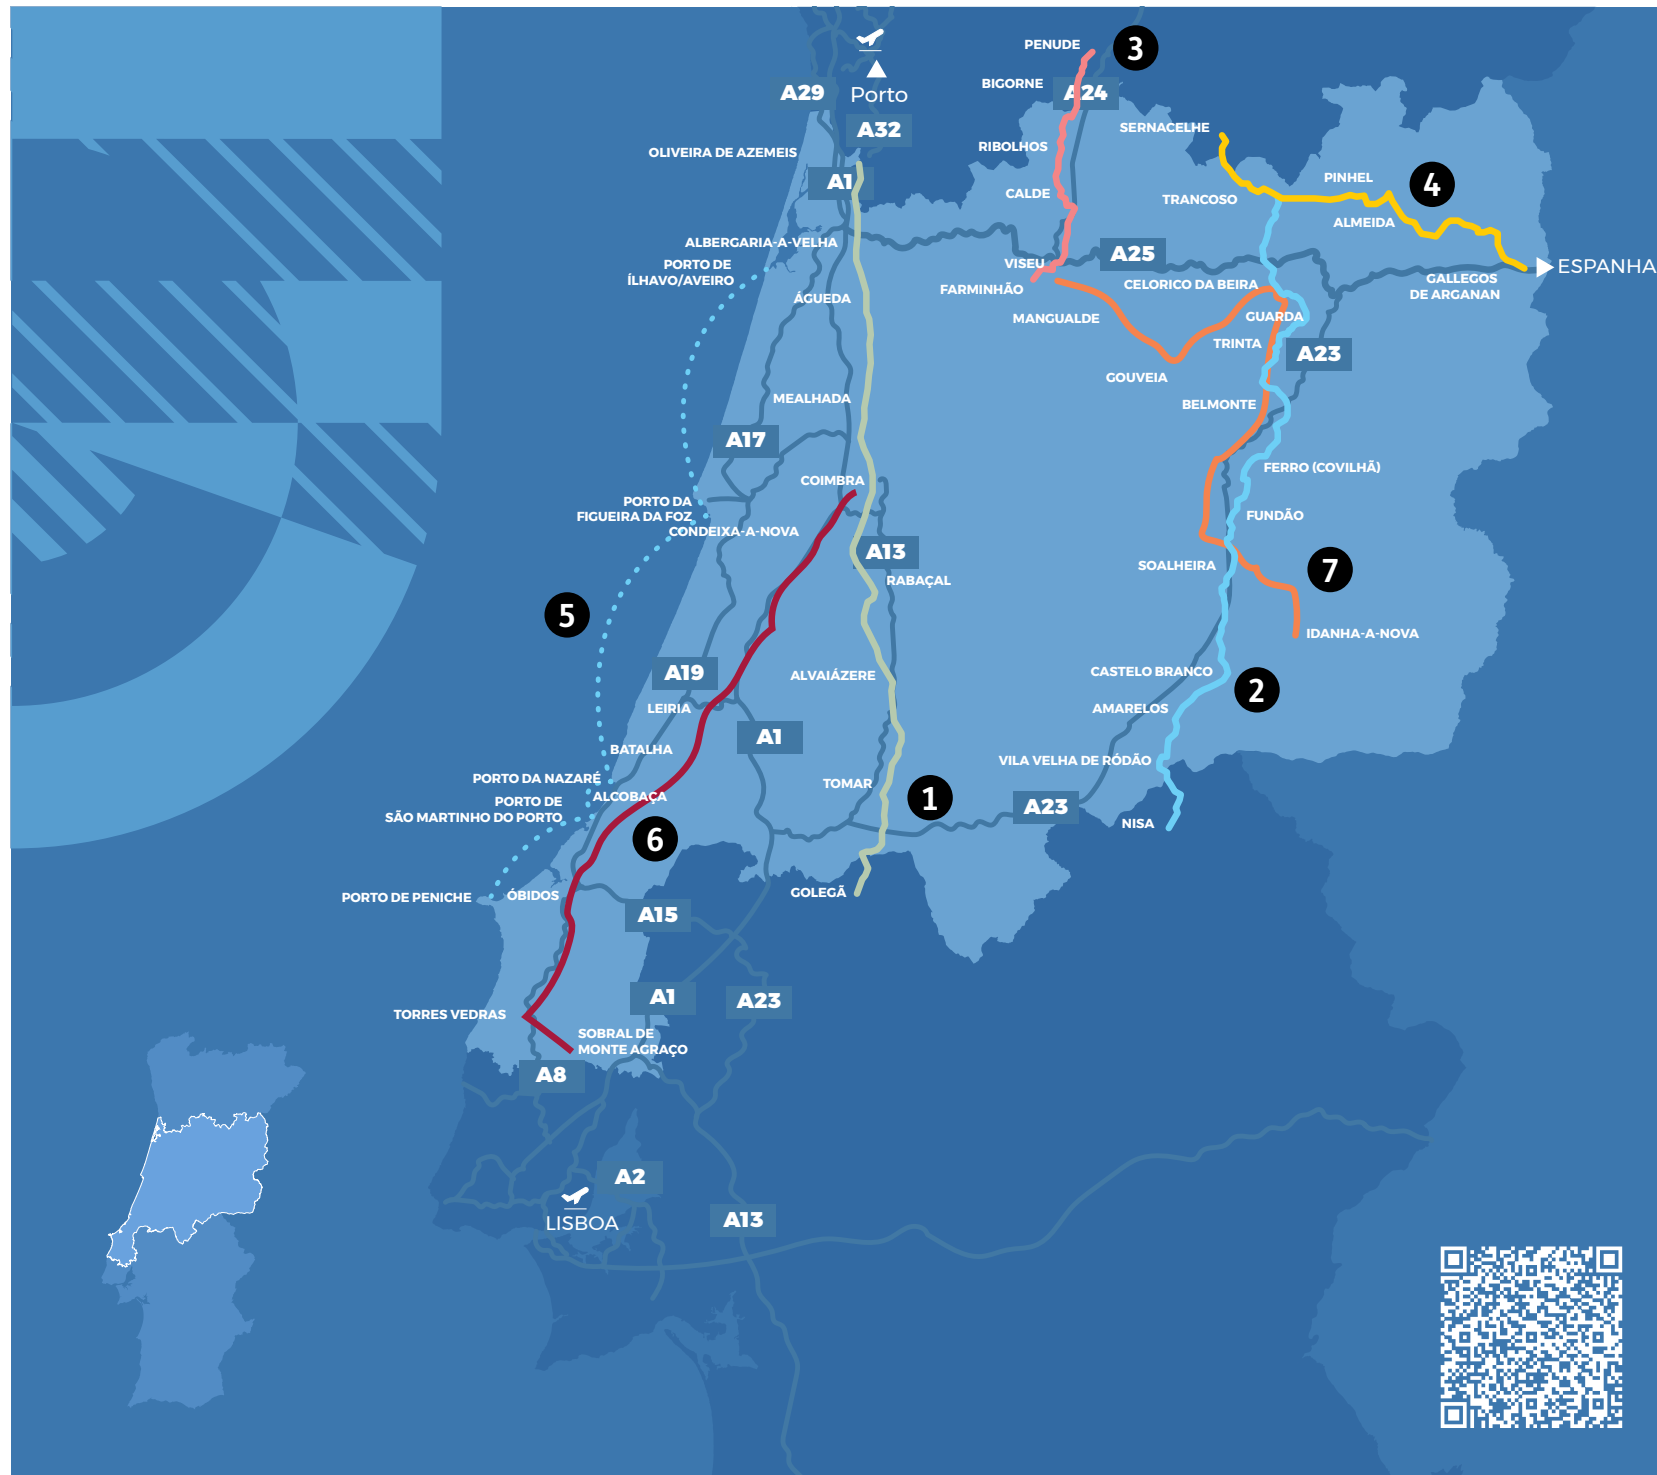 PENUDE
3
BIGORNE
A29
Porto
A24
A32
SERNACELHE
OLIVEIRA DE AZEMEIS
RIBOLHOS
A1
CALDE
TRANCOSO
PINHEL
4
ALMEIDA
ALBERGARIA-A-VELHA
PORTO DE
ÍLHAVO/AVEIRO
VISEU
A25
ESPANHA
FARMINHÃO
CELORICO DA BEIRA
GALLEGOS
DE ARGANAN
ÁGUEDA
MANGUALDE
GUARDA
TRINTA
A23
GOUVEIA
MEALHADA
BELMONTE
A17
COIMBRA
FERRO (COVILHÃ)
PORTO DA
FIGUEIRA DA FOZ
CONDEIXA-A-NOVA
FUNDÃO
A13
RABAÇAL
SOALHEIRA
7
5
IDANHA-A-NOVA
A19
ALVAIÁZERE
CASTELO BRANCO
2
LEIRIA
AMARELOS
A1
BATALHA
VILA VELHA DE RÓDÃO
PORTO DA NAZARÉ
TOMAR
ALCOBAÇA
1
A23
PORTO DE
SÃO MARTINHO DO PORTO
NISA
6
PORTO DE PENICHE
ÓBIDOS
GOLEGÃ
A15
A1
A23
TORRES VEDRAS
SOBRAL DE
MONTE AGRAÇO
A8
A2
LISBOA
A13